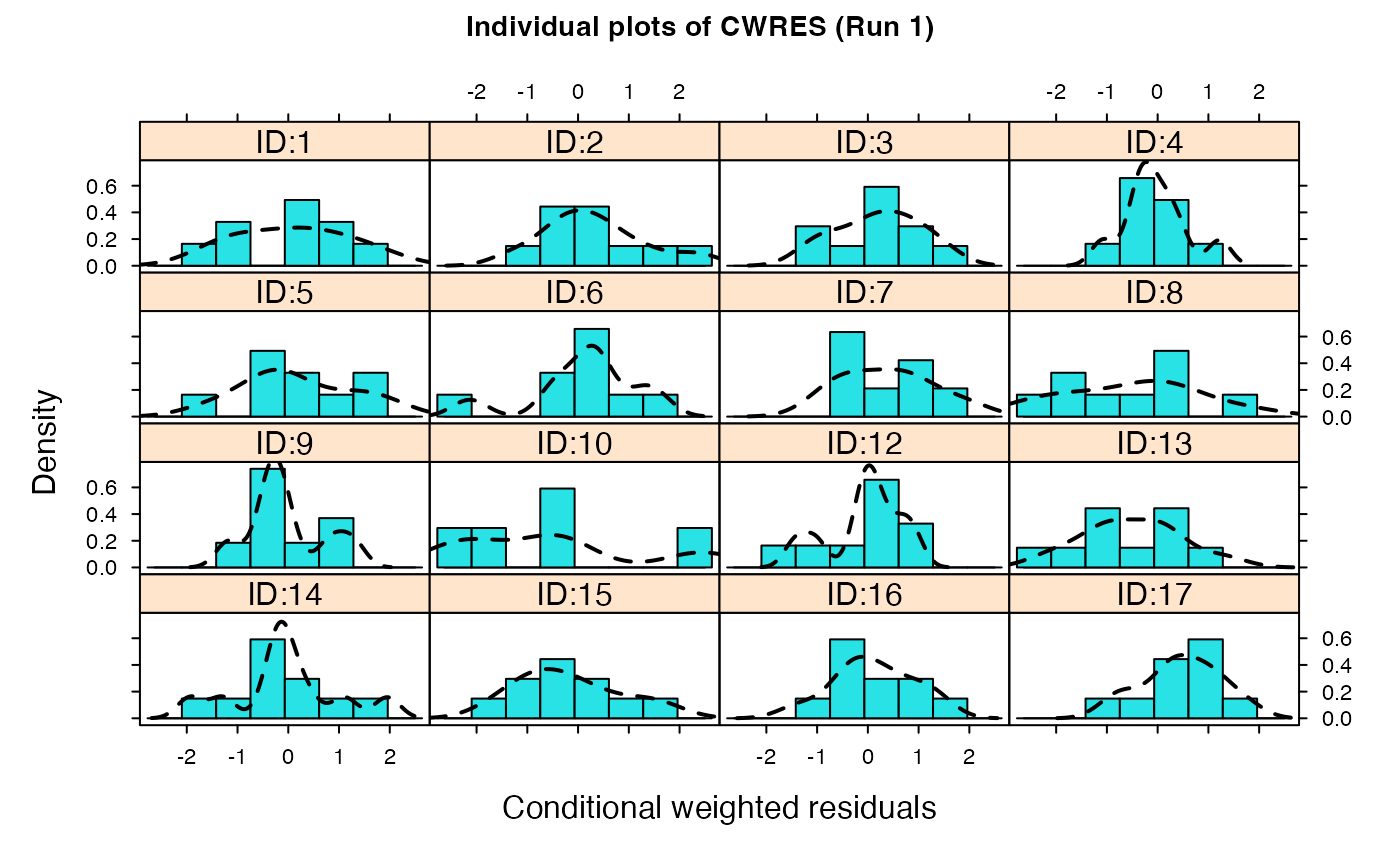 Individual plots of CWRES (Run 1)
-2 -1 0 1 2 -2 -1 0 1 2
ID:1 ID:2 ID:3 ID:4
0.6
0.4
0.2
0.0
ID:5 ID:6 ID:7 ID:8
0.6
0.4
0.2
0.0
ID:9 ID:10 ID:12 ID:13
0.6
0.4
0.2
0.0
ID:14 ID:15 ID:16 ID:17
0.6
0.4
0.2
0.0
-2 -1 0 1 2 -2 -1 0 1 2
Density
Conditional weighted residuals